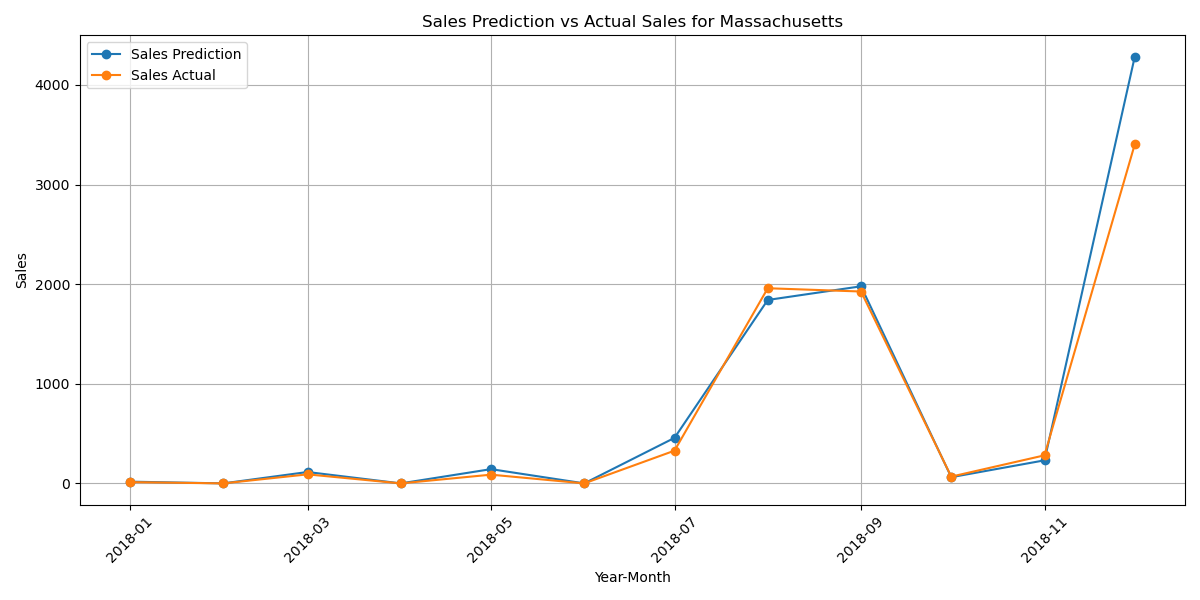 Sales Prediction vs Actual Sales for Massachusetts
Sales Prediction
Sales Actual
Sales
4000
3000
2000
1000
0
2018-01
2018-03
2018-05
2018-07
2018-09
2018-11
Year-Month